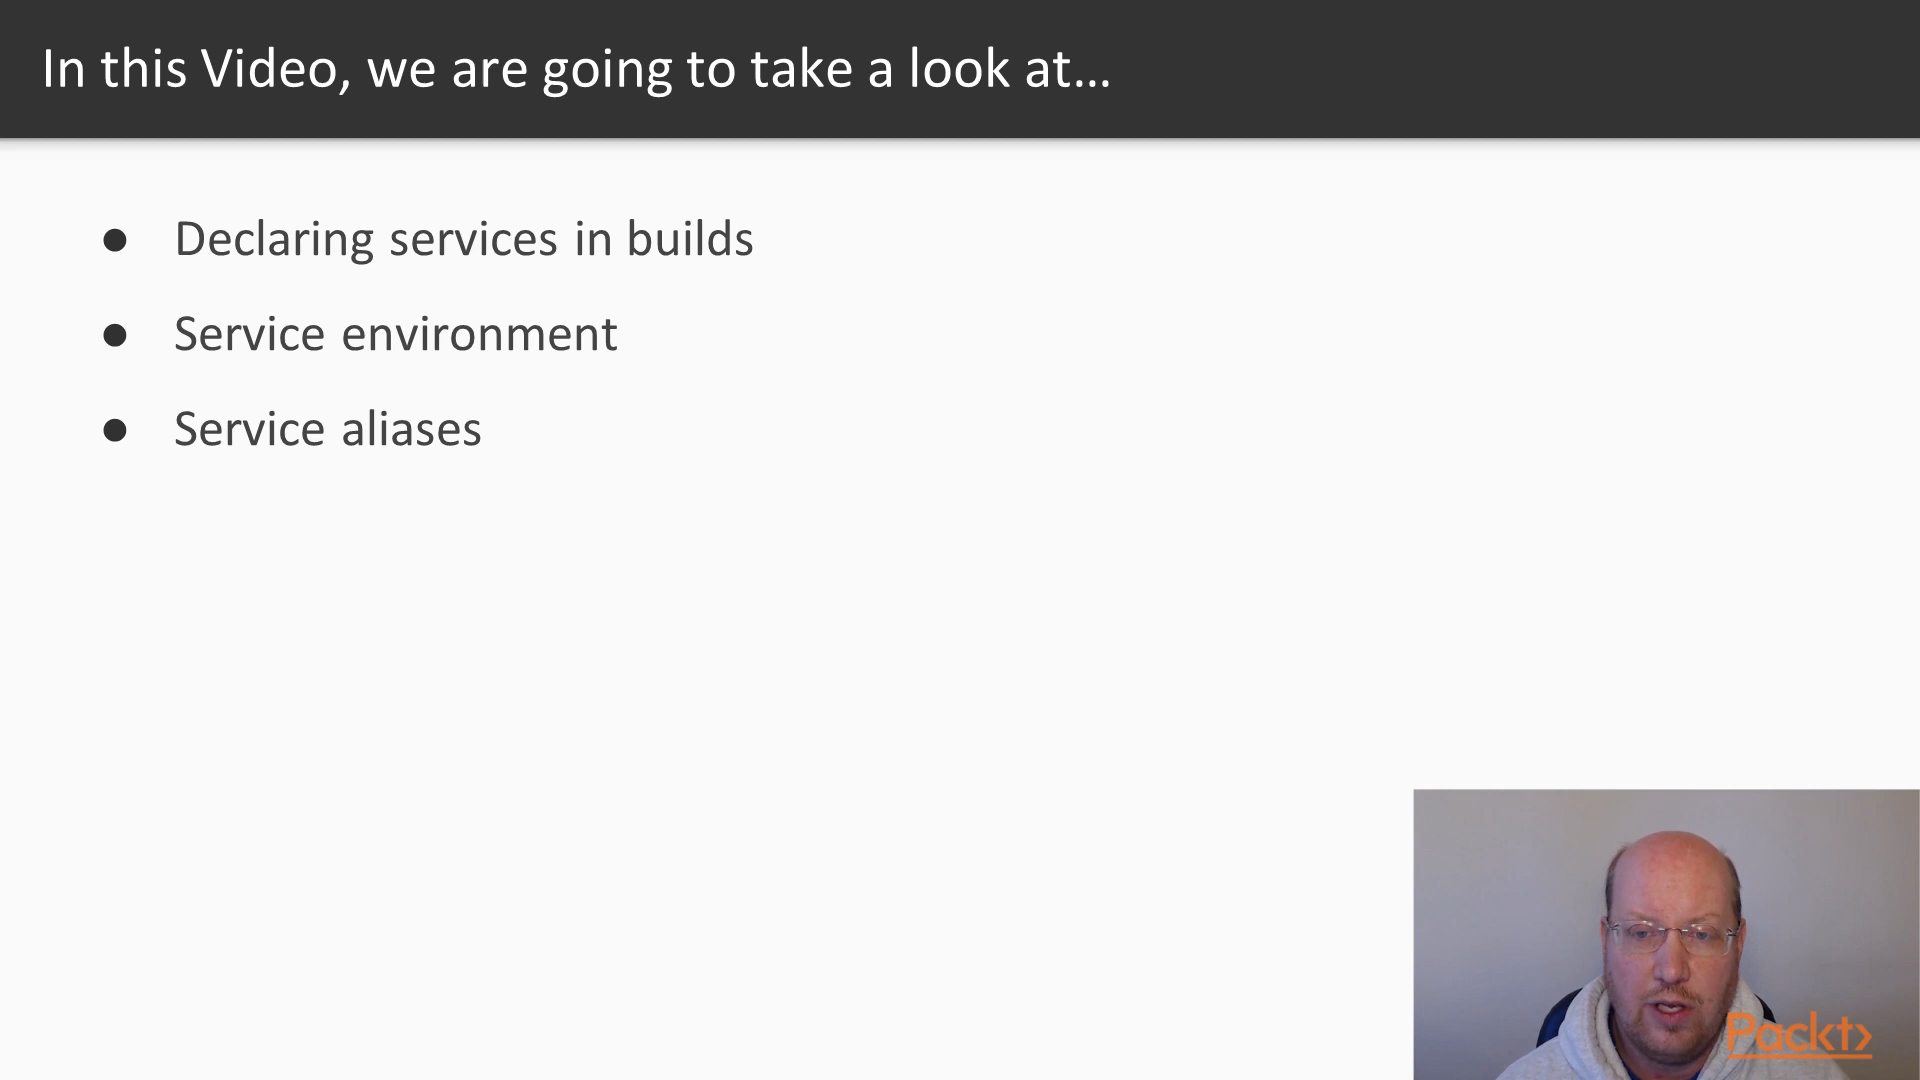 In this Video, we are going to take a look at...
● Declaring services in builds
● Service environment
● Service aliases
Packt>